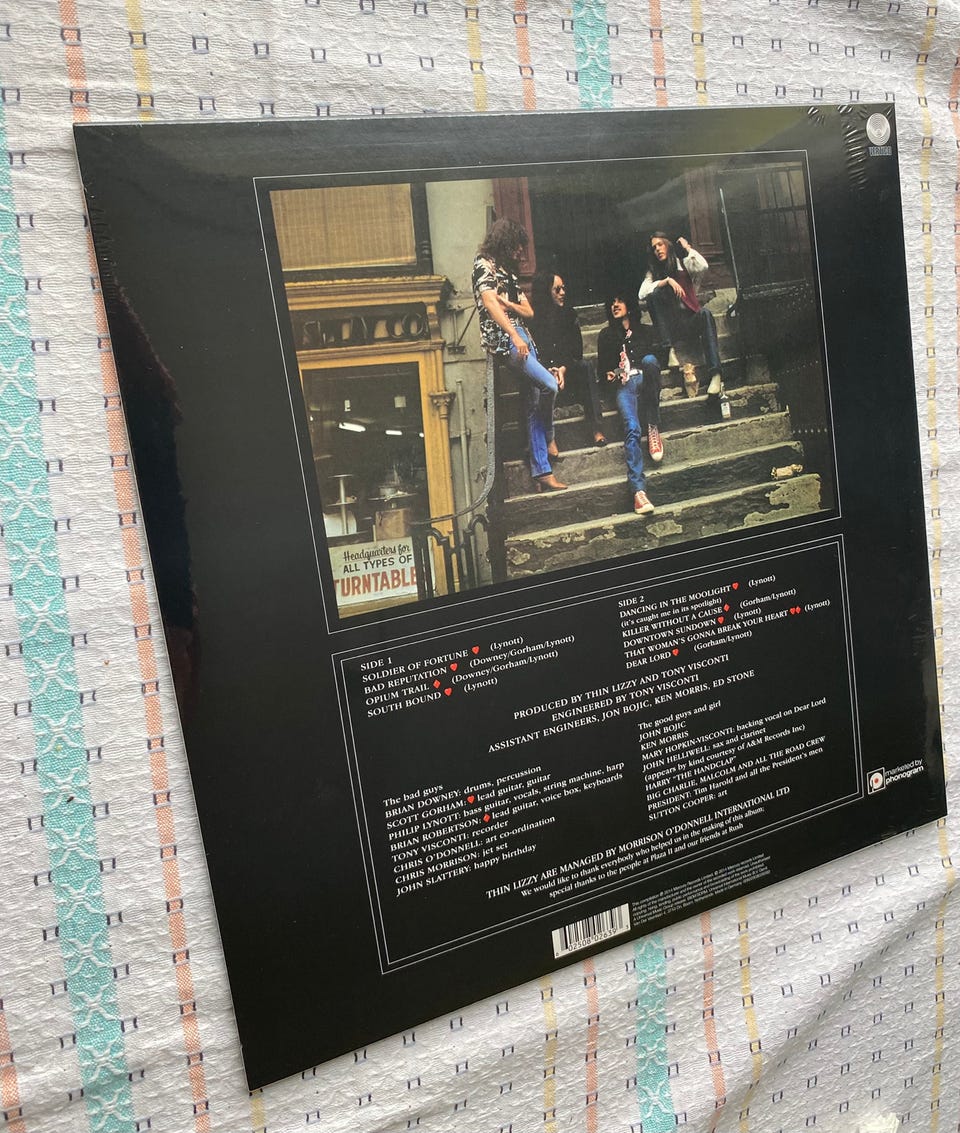 VERTIGO
Headquarters for
ALL TYPES OF
TURNTABLE
SIDE 1
SOLDIER OF FORTUNE ♥ (Lynott)
BAD REPUTATION ♥ (Downey/Gorham/Lynott)
OPIUM TRAIL ♦ (Downey/Gorham/Lynott)
SOUTH BOUND ♥ (Lynott)
SIDE 2
DANCING IN THE MOOLIGHT ♥ (Lynott)
(it's caught me in its spotlight)
KILLER WITHOUT A CAUSE ♦ (Gorham/Lynott)
DOWNTOWN SUNDOWN ♥ (Lynott)
THAT WOMAN'S GONNA BREAK YOUR HEART ♥♦ (Lynott)
DEAR LORD ♥ (Gorham/Lynott)
PRODUCED BY THIN LIZZY AND TONY VISCONTI
ENGINEERED BY TONY VISCONTI
ASSISTANT ENGINEERS, JON BOJIC, KEN MORRIS, ED STONE
The bad guys
BRIAN DOWNEY: drums, percussion
SCOTT GORHAM: ♥ lead guitar, guitar
PHILIP LYNOTT: bass guitar, vocals, string machine, harp
BRIAN ROBERTSON: ♦ lead guitar, voice box, keyboards
TONY VISCONTI: recorder
CHRIS O'DONNELL: art co-ordination
CHRIS MORRISON: jet set
JOHN SLATTERY: happy birthday
The good guys and girl
JOHN BOJIC
KEN MORRIS
MARY HOPKIN-VISCONTI: backing vocal on Dear Lord
JOHN HELLIWELL: sax and clarinet
(appears by kind courtesy of A&M Records Inc)
HARRY "THE HANDCLAP"
BIG CHARLIE, MALCOLM AND ALL THE ROAD CREW
PRESIDENT: Tim Harold and all the President's men
SUTTON COOPER: art
THIN LIZZY ARE MANAGED BY MORRISON O'DONNELL INTERNATIONAL LTD
We would like to thank everybody who helped us in the making of this album;
special thanks to the people at Plaza II and our friends at Rush
marketed by
phonogram